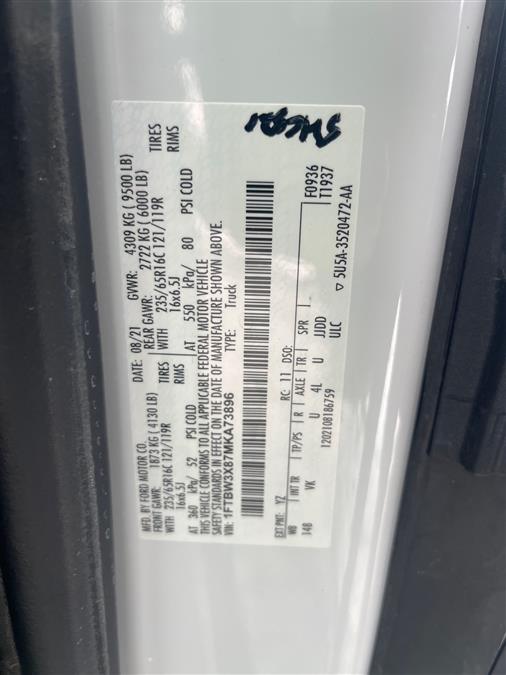 MFD. BY FORD MOTOR CO.
DATE: 08/21 GVWR: 4309 KG (9500 LB)
FRONT GAWR: 1873 KG (4130 LB) REAR GAWR: 2722 KG (6000 LB)
WITH 235/65R16C 121/119R TIRES WITH 235/65R16C 121/119R TIRES
16x6.5J RIMS 16x6.5J RIMS
AT 360 kPa/ 52 PSI COLD AT 550 kPa/ 80 PSI COLD
THIS VEHICLE CONFORMS TO ALL APPLICABLE FEDERAL MOTOR VEHICLE
SAFETY STANDARDS IN EFFECT ON THE DATE OF MANUFACTURE SHOWN ABOVE.
VIN: 1FTBW3X87MKA73896 TYPE: Truck
F0936
T1937
EXT PNT: YZ RC: 11 DSO:
WB INT TR TP/PS R AXLE TR SPR
148 VK U 4L U JJDD
ULC
1202108186759
▽ 5U5A-3520472-AA